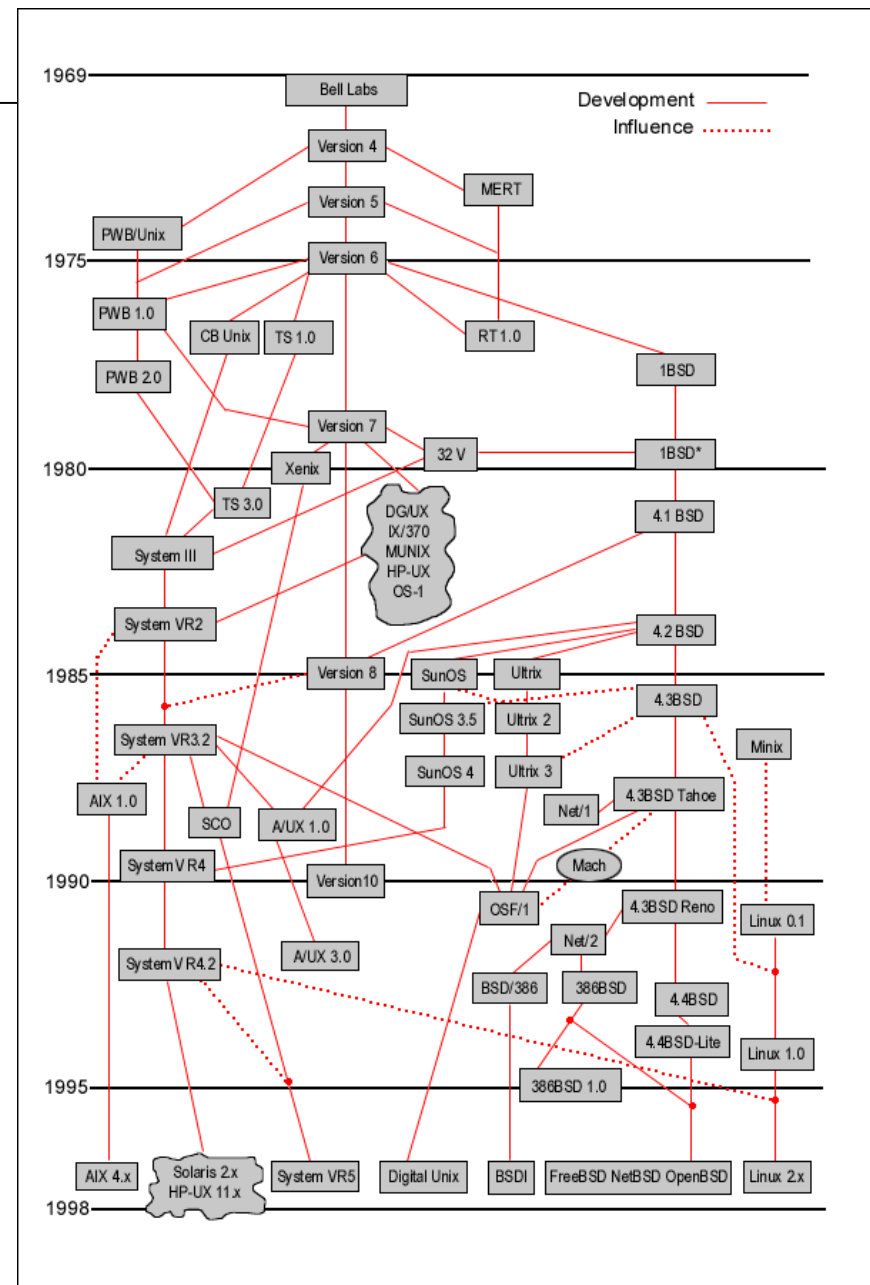 1969
Bell Labs
Development
Influence
Version 4
MERT
Version 5
PWB/Unix
Version 6
1975
PWB 1.0
CB Unix
TS 1.0
RT 1.0
PWB 2.0
1BSD
Version 7
32 V
1BSD*
Xenix
1980
TS 3.0
DG/UX
IX/370
MUNIX
HP-UX
OS-1
4.1 BSD
System III
System VR2
4.2 BSD
Version 8
SunOS
Ultrix
1985
4.3BSD
SunOS 3.5
Ultrix 2
System VR3.2
Minix
SunOS 4
Ultrix 3
AIX 1.0
4.3BSD Tahoe
Net/1
SCO
A/UX 1.0
System V R4
Mach
1990
Version10
OSF/1
4.3BSD Reno
Linux 0.1
Net/2
A/UX 3.0
System V R4.2
BSD/386
386BSD
4.4BSD
4.4BSD-Lite
Linux 1.0
1995
386BSD 1.0
AIX 4.x
Solaris 2.x
HP-UX 11.x
System VR5
Digital Unix
BSDI
FreeBSD NetBSD OpenBSD
Linux 2.x
1998